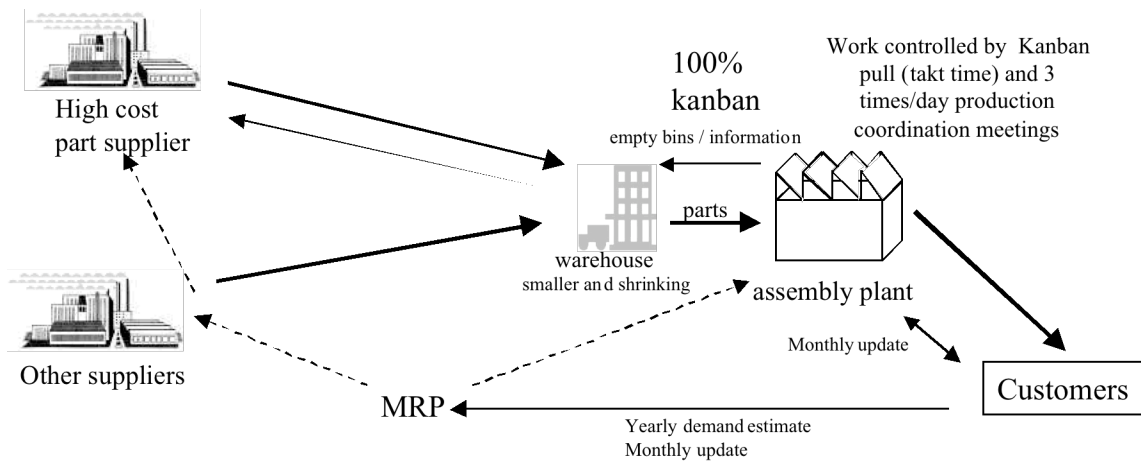 High cost
part supplier
100%
kanban
Work controlled by Kanban
pull (takt time) and 3
times/day production
coordination meetings
empty bins / information
parts
warehouse
smaller and shrinking
assembly plant
Other suppliers
Monthly update
Customers
MRP
Yearly demand estimate
Monthly update